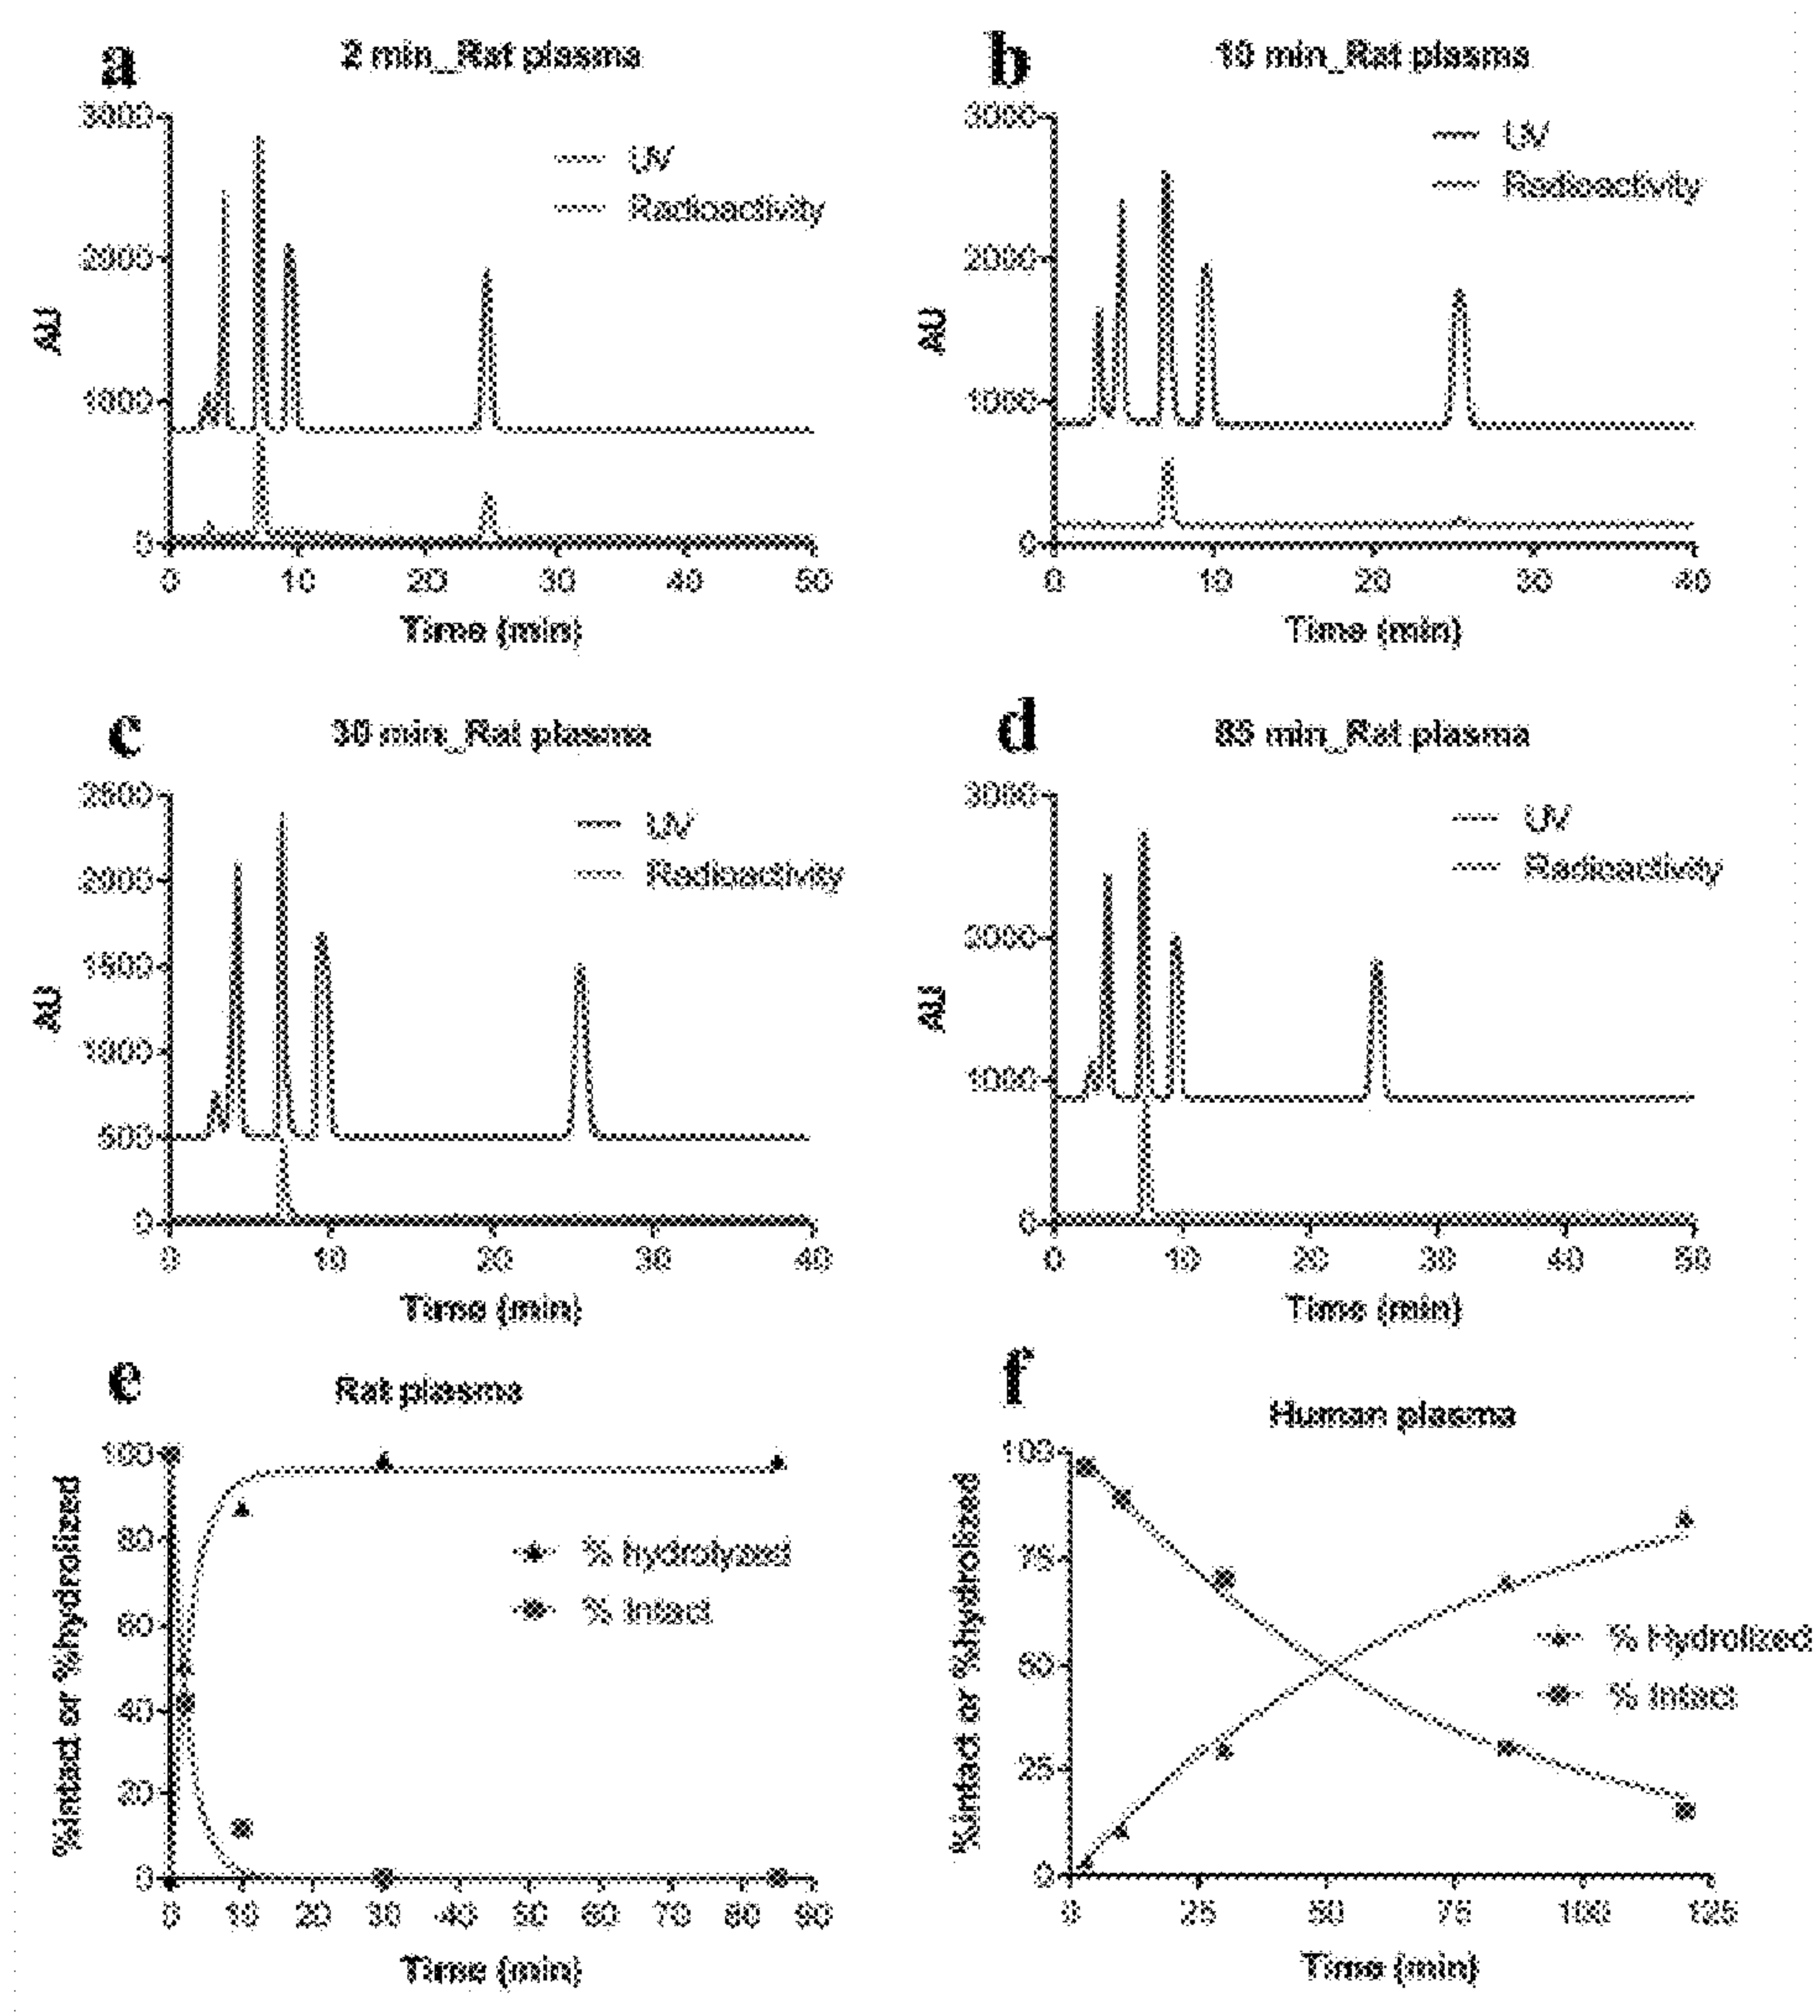 a 2 min_Rat plasma
3000
2000
1000
0
AU
UV
Radioactivity
0 10 20 30 40 50
Time (min)
b 10 min_Rat plasma
3000
2000
1000
0
AU
UV
Radioactivity
0 10 20 30 40
Time (min)
c 30 min_Rat plasma
2500
2000
1500
1000
500
0
AU
UV
Radioactivity
0 10 20 30 40
Time (min)
d 85 min_Rat plasma
3000
2000
1000
0
AU
UV
Radioactivity
0 10 20 30 40 50
Time (min)
e Rat plasma
100
80
60
40
20
0
%Intact or %hydrolized
% hydrolyzed
% Intact
0 10 20 30 40 50 60 70 80 90
Time (min)
f Human plasma
100
75
50
25
0
%Intact or %hydrolized
% Hydrolized
% Intact
0 25 50 75 100 125
Time (min)